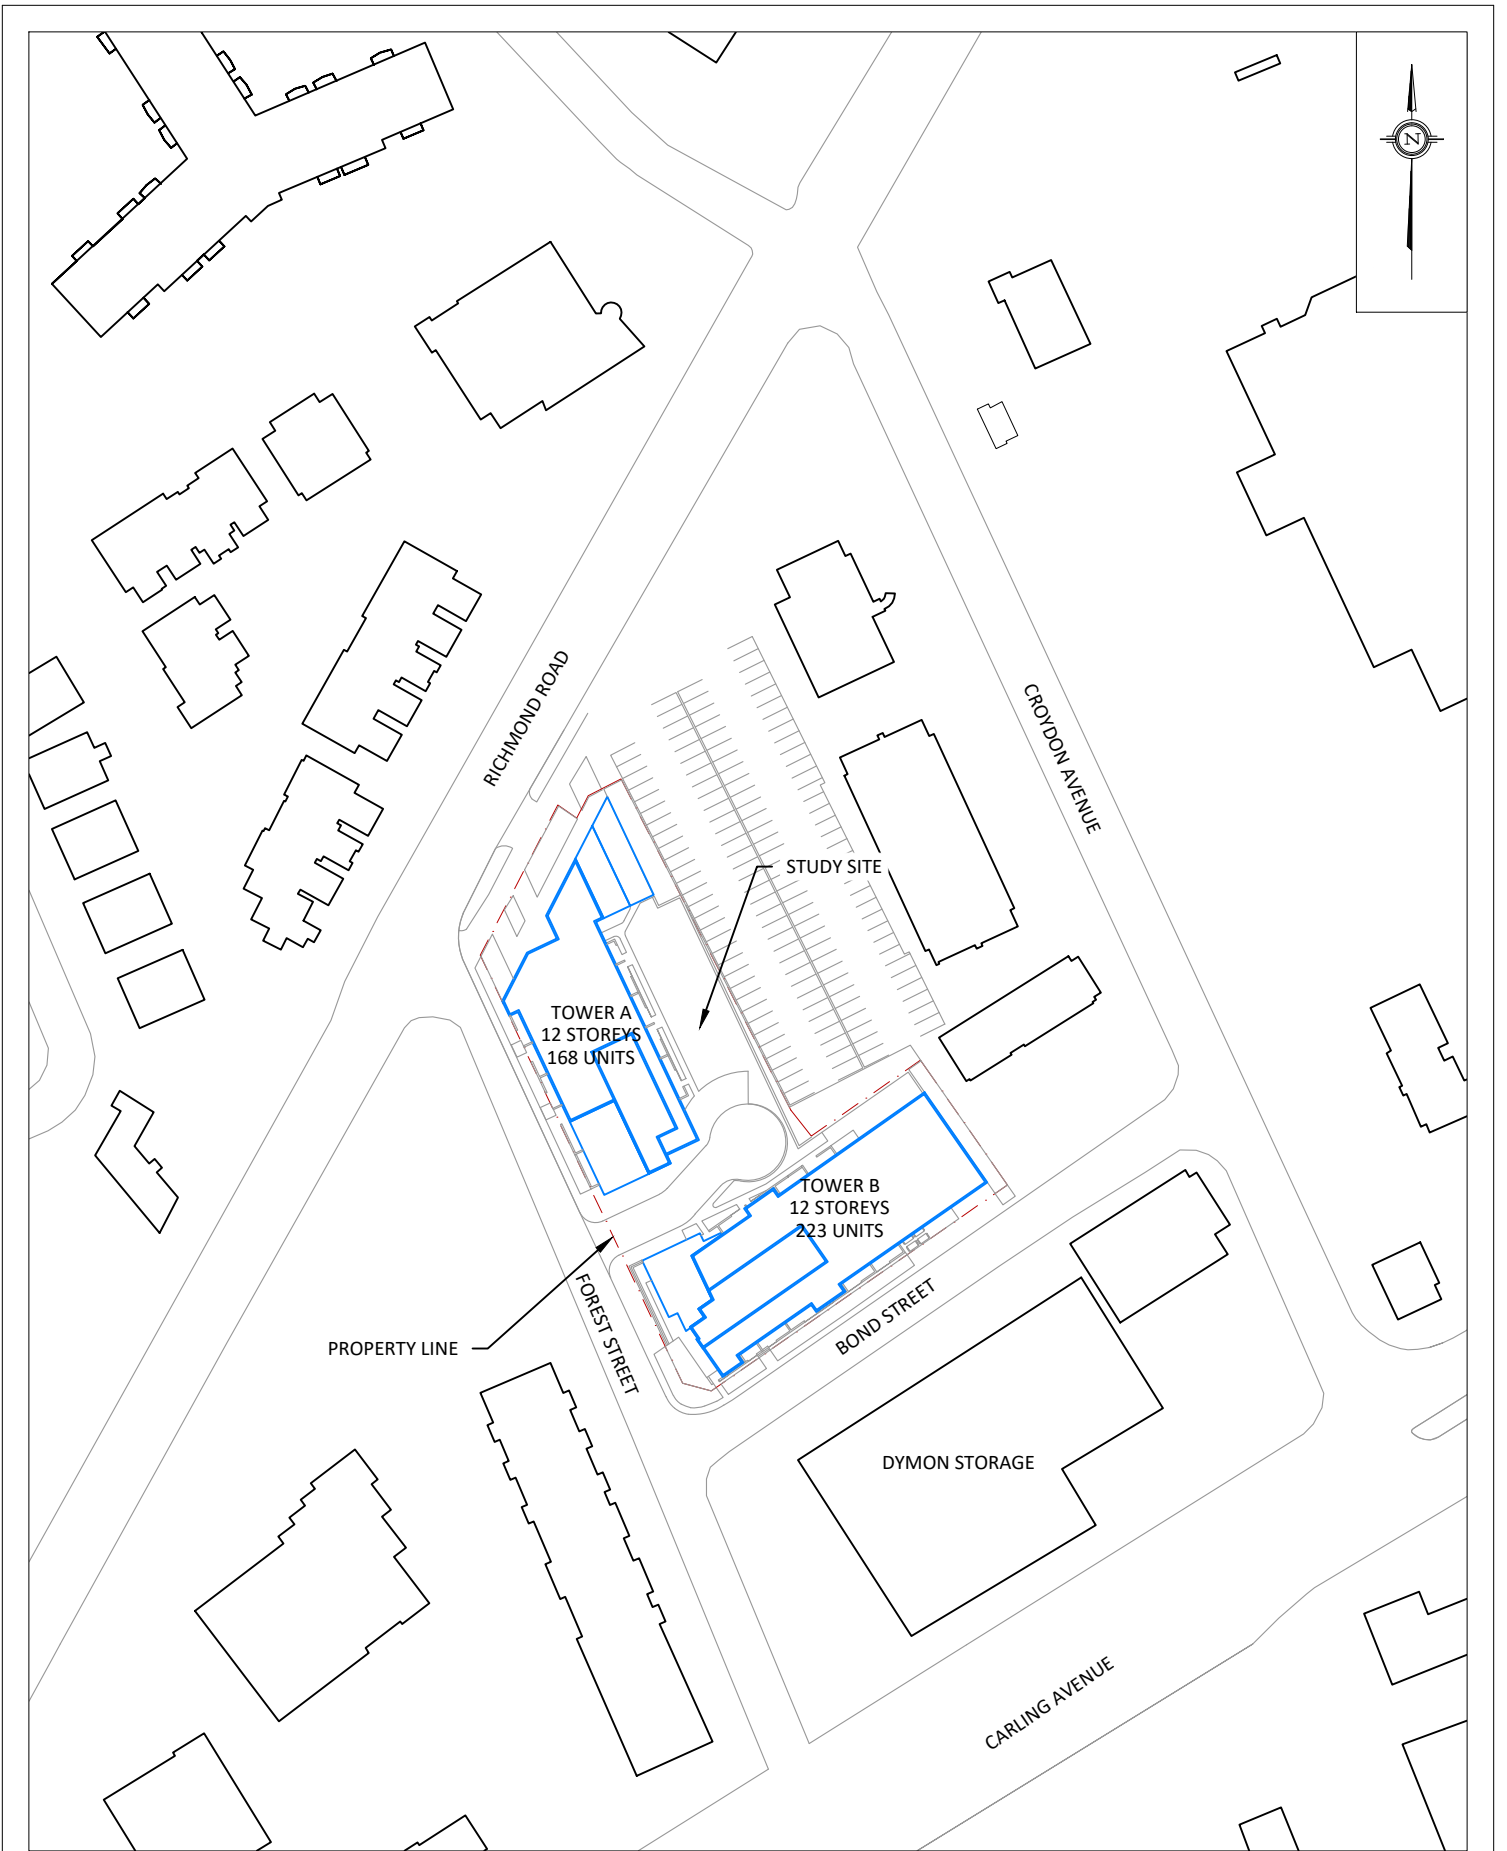 N
RICHMOND ROAD
CROYDON AVENUE
STUDY SITE
TOWER A
12 STOREYS
168 UNITS
TOWER B
12 STOREYS
223 UNITS
FOREST STREET
BOND STREET
PROPERTY LINE
DYMON STORAGE
CARLING AVENUE